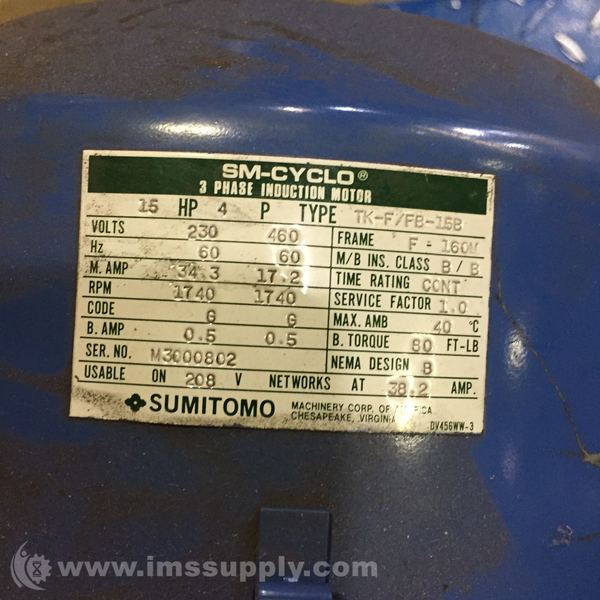 SM-CYCLO®
3 PHASE INDUCTION MOTOR
15 HP 4 P TYPE TK-F/FB-15B
VOLTS 230 460
Hz 60 60
M. AMP 34.3 17.2
RPM 1740 1740
CODE G G
B. AMP 0.5 0.5
SER. NO. M3000802
FRAME F - 160M
M/B INS. CLASS B / B
TIME RATING CONT
SERVICE FACTOR 1.0
MAX. AMB 40 °C
B. TORQUE 80 FT-LB
NEMA DESIGN B
USABLE ON 208 V NETWORKS AT 38.2 AMP.
SUMITOMO MACHINERY CORP. OF AMERICA
CHESAPEAKE, VIRGINIA
DV456WW-3
www.imssupply.com